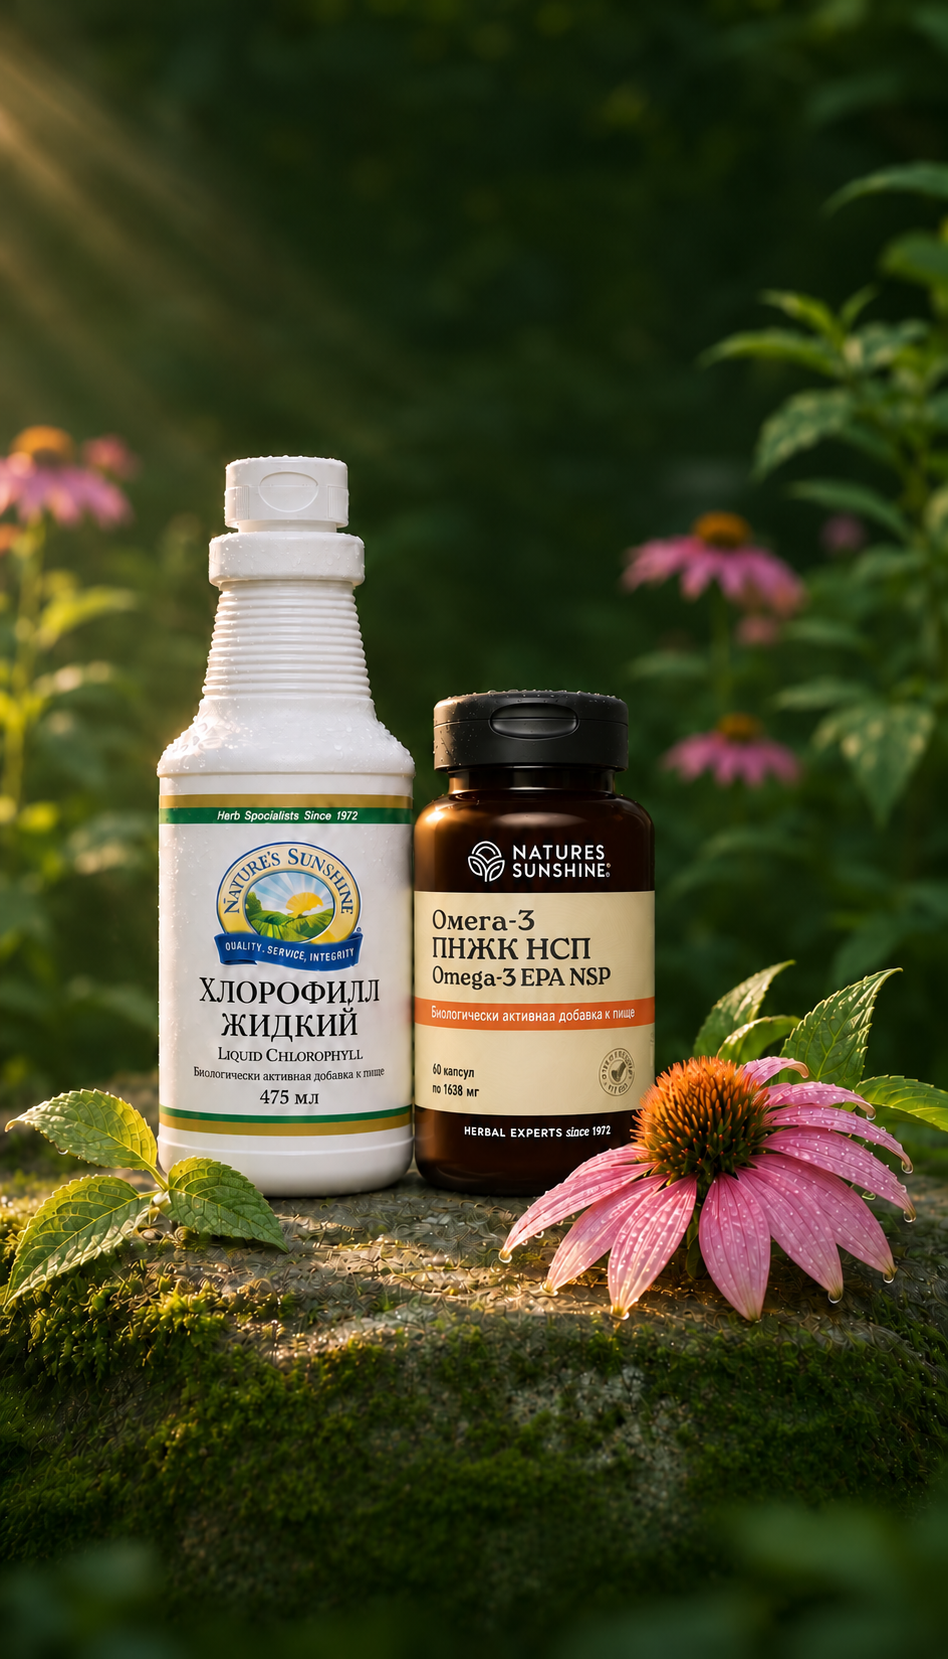 Herb Spocialists Since 1972
NATURE'S SUNSHINE
QUALITY, SERVICE, INTEGRITY
ХЛОРОФИЛЛ
ЖИДКИЙ
LIQUID CHLOROPHYLL
Биологически активная добавка к пище
475 мл
NATURES
SUNSHINE®
Омега-3
ПНЖК НСП
Omega-3 EPA NSP
Биологически активная добавка к пище
60 капсул
по 1638 мг
HERBAL EXPERTS since 1972